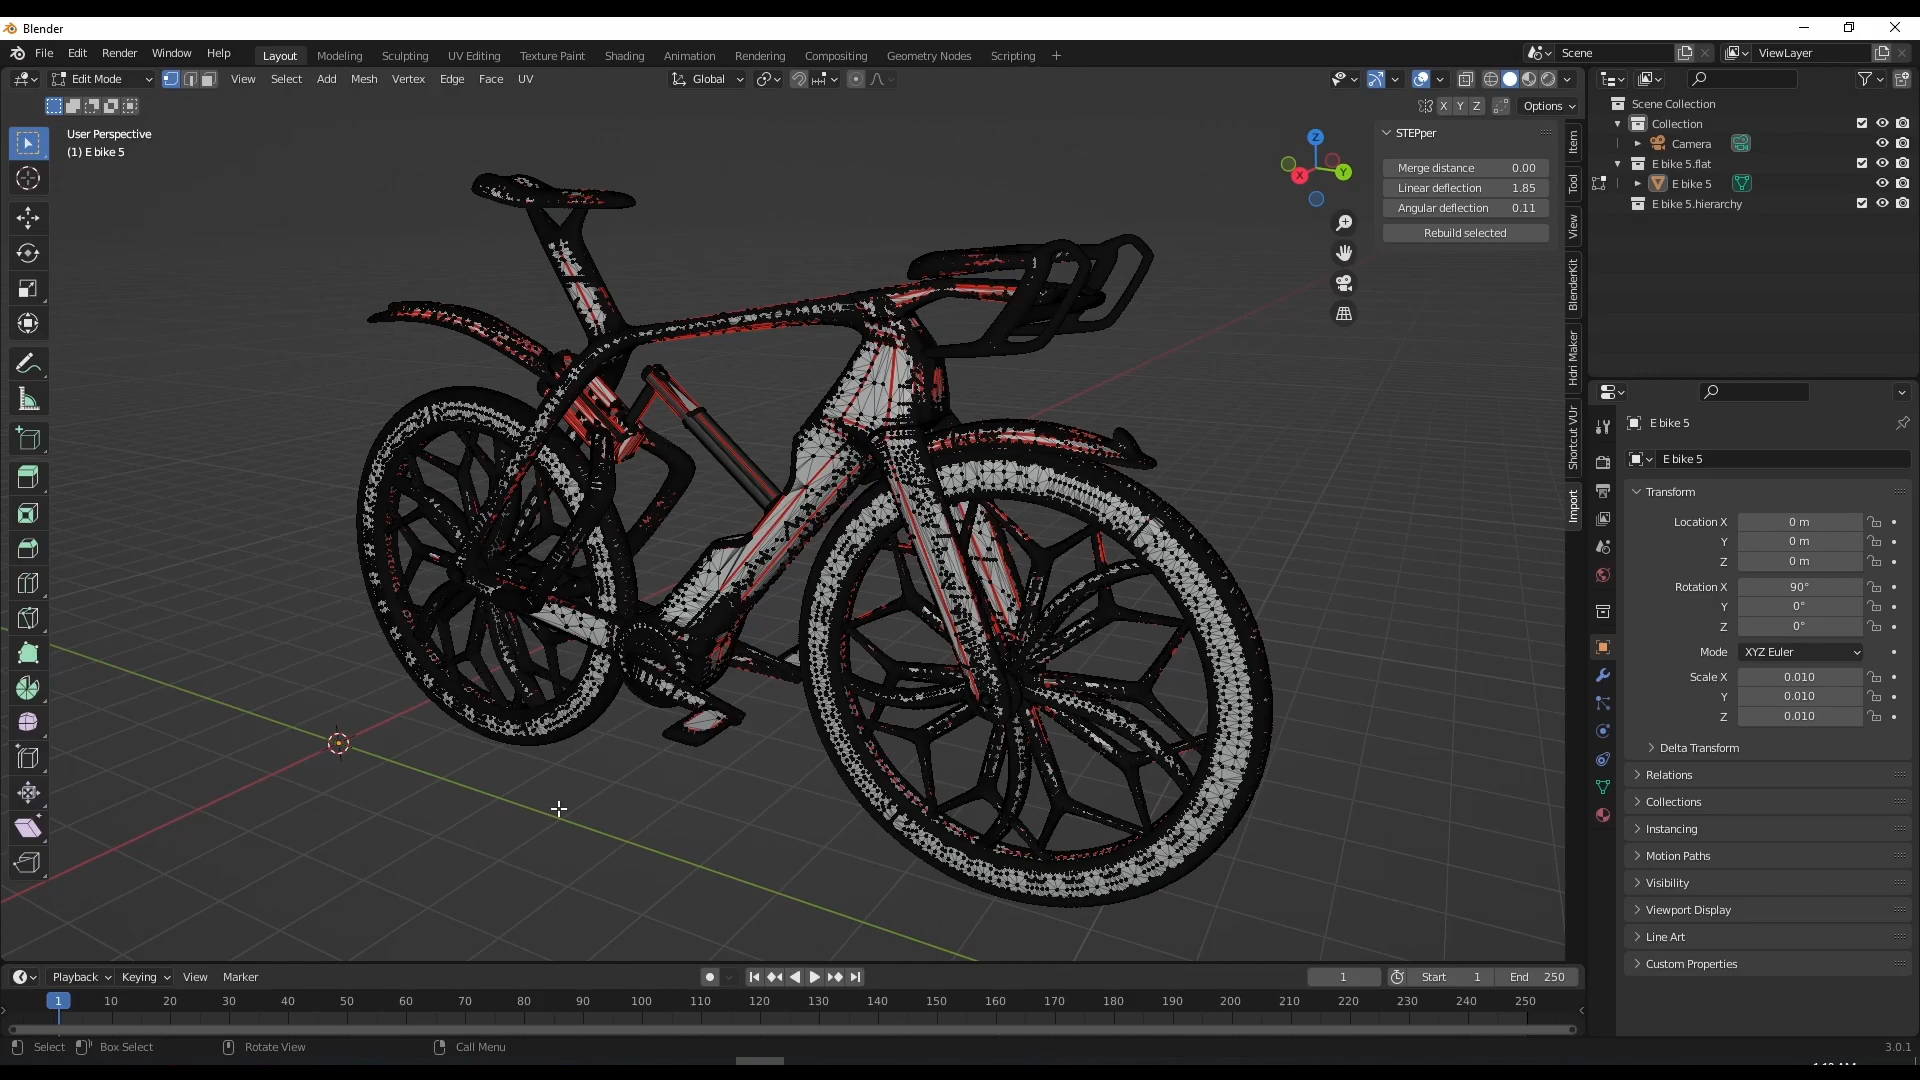 Blender
File Edit Render Window Help Layout Modeling Sculpting UV Editing Texture Paint Shading Animation Rendering Compositing Geometry Nodes Scripting + Scene ViewLayer
Edit Mode View Select Add Mesh Vertex Edge Face UV Global
X Y Z Options
User Perspective
(1) E bike 5
STEPper
Merge distance 0.00
Linear deflection 1.85
Angular deflection 0.11
Rebuild selected
Z
Y
X
Item
Tool
View
BlenderKit
Hdri Maker
Shortcut VUr
Import
Scene Collection
Collection
Camera
E bike 5.flat
E bike 5
E bike 5.hierarchy
E bike 5
E bike 5
Transform
Location X 0 m
Y 0 m
Z 0 m
Rotation X 90°
Y 0°
Z 0°
Mode XYZ Euler
Scale X 0.010
Y 0.010
Z 0.010
Delta Transform
Relations
Collections
Instancing
Motion Paths
Visibility
Viewport Display
Line Art
Custom Properties
Playback Keying View Marker 1 Start 1 End 250
1 10 20 30 40 50 60 70 80 90 100 110 120 130 140 150 160 170 180 190 200 210 220 230 240 250
Select Box Select Rotate View Call Menu 3.0.1